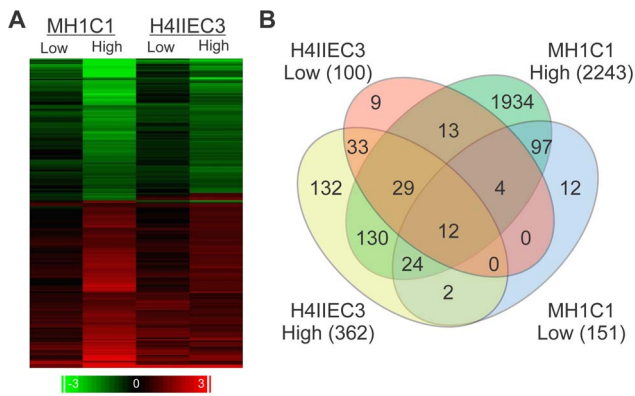 A
MH1C1 H4IIEC3
Low High Low High
-3 0 3
B
H4IIEC3
Low (100)
MH1C1
High (2243)
9 1934
13
33 97
132 29 4 12
12
130 0
24 0
2
H4IIEC3
High (362)
MH1C1
Low (151)